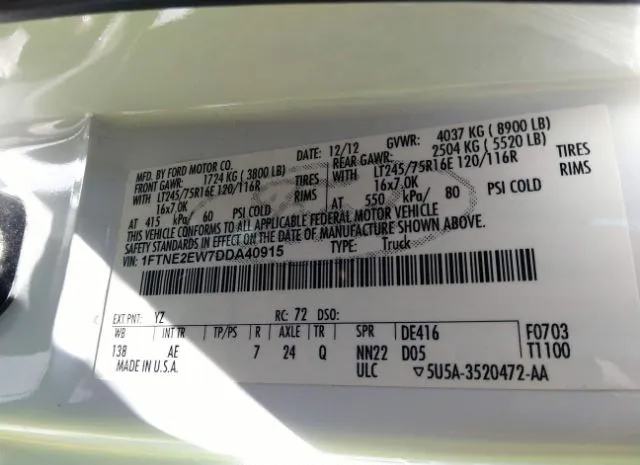 MFD. BY FORD MOTOR CO.
DATE: 12/12 GVWR: 4037 KG ( 8900 LB)
FRONT GAWR: 1724 KG ( 3800 LB)
REAR GAWR: 2504 KG ( 5520 LB)
WITH LT245/75R16E 120/116R TIRES
WITH LT245/75R16E 120/116R TIRES
16x7.0K RIMS
16x7.0K RIMS
AT 415 kPa/ 60 PSI COLD
AT 550 kPa/ 80 PSI COLD
THIS VEHICLE CONFORMS TO ALL APPLICABLE FEDERAL MOTOR VEHICLE
SAFETY STANDARDS IN EFFECT ON THE DATE OF MANUFACTURE SHOWN ABOVE.
VIN: 1FTNE2EW7DDA40915
TYPE: Truck
EXT PNT: YZ RC: 72 DSO:
WB INT TR TP/PS R AXLE TR SPR DE416 F0703
138 AE 7 24 Q NN22 D05 T1100
MADE IN U.S.A. ULC ▽5U5A-3520472-AA